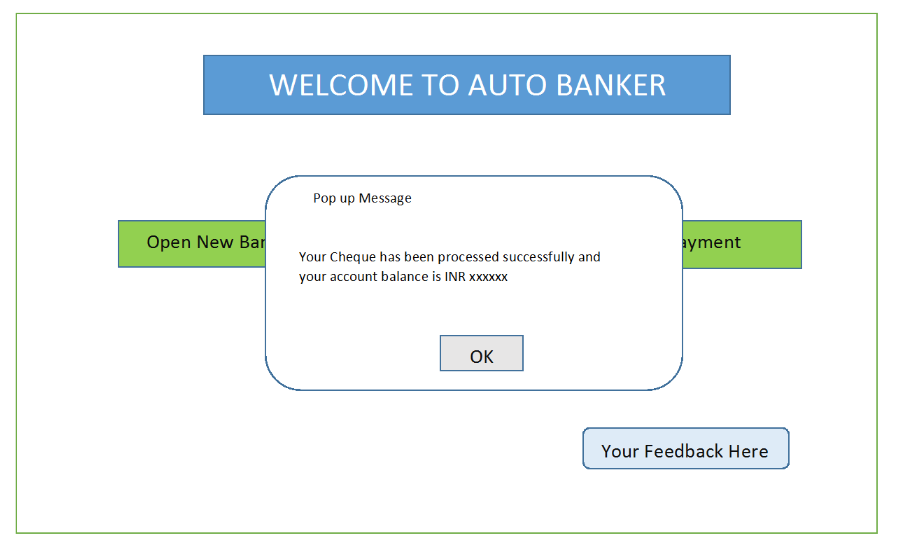 WELCOME TO AUTO BANKER
Pop up Message
Open New Ban
ayment
Your Cheque has been processed successfully and
your account balance is INR xxxxxx
OK
Your Feedback Here